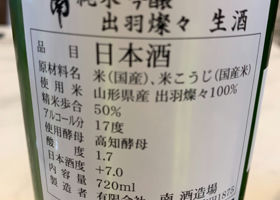 南 純米吟醸
出羽燦々 生酒
品目 日本酒
原材料名 米(国産)、米こうじ(国産米)
使用米 山形県産 出羽燦々100%
精米歩合 50%
アルコール分 17度
使用酵母 高知酵母
酸度 1.7
日本酒度 +7.0
内容量 720ml
製造者 有限会社 南 酒造場
1875